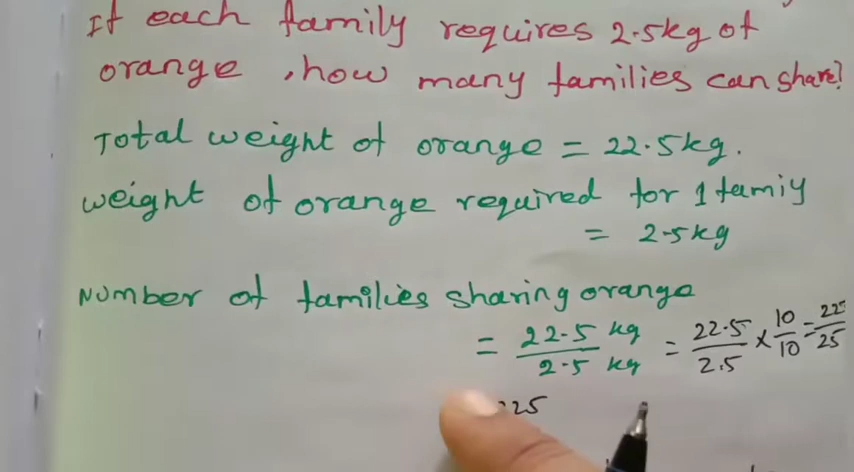 If each family requires 2.5kg of
orange, how many families can share?
Total weight of orange = 22.5kg.
weight of orange required for 1 famiy
= 2.5kg
Number of families sharing orange
= 22.5 kg / 2.5 kg = 22.5 / 2.5 × 10 / 10 = 225 / 25
225